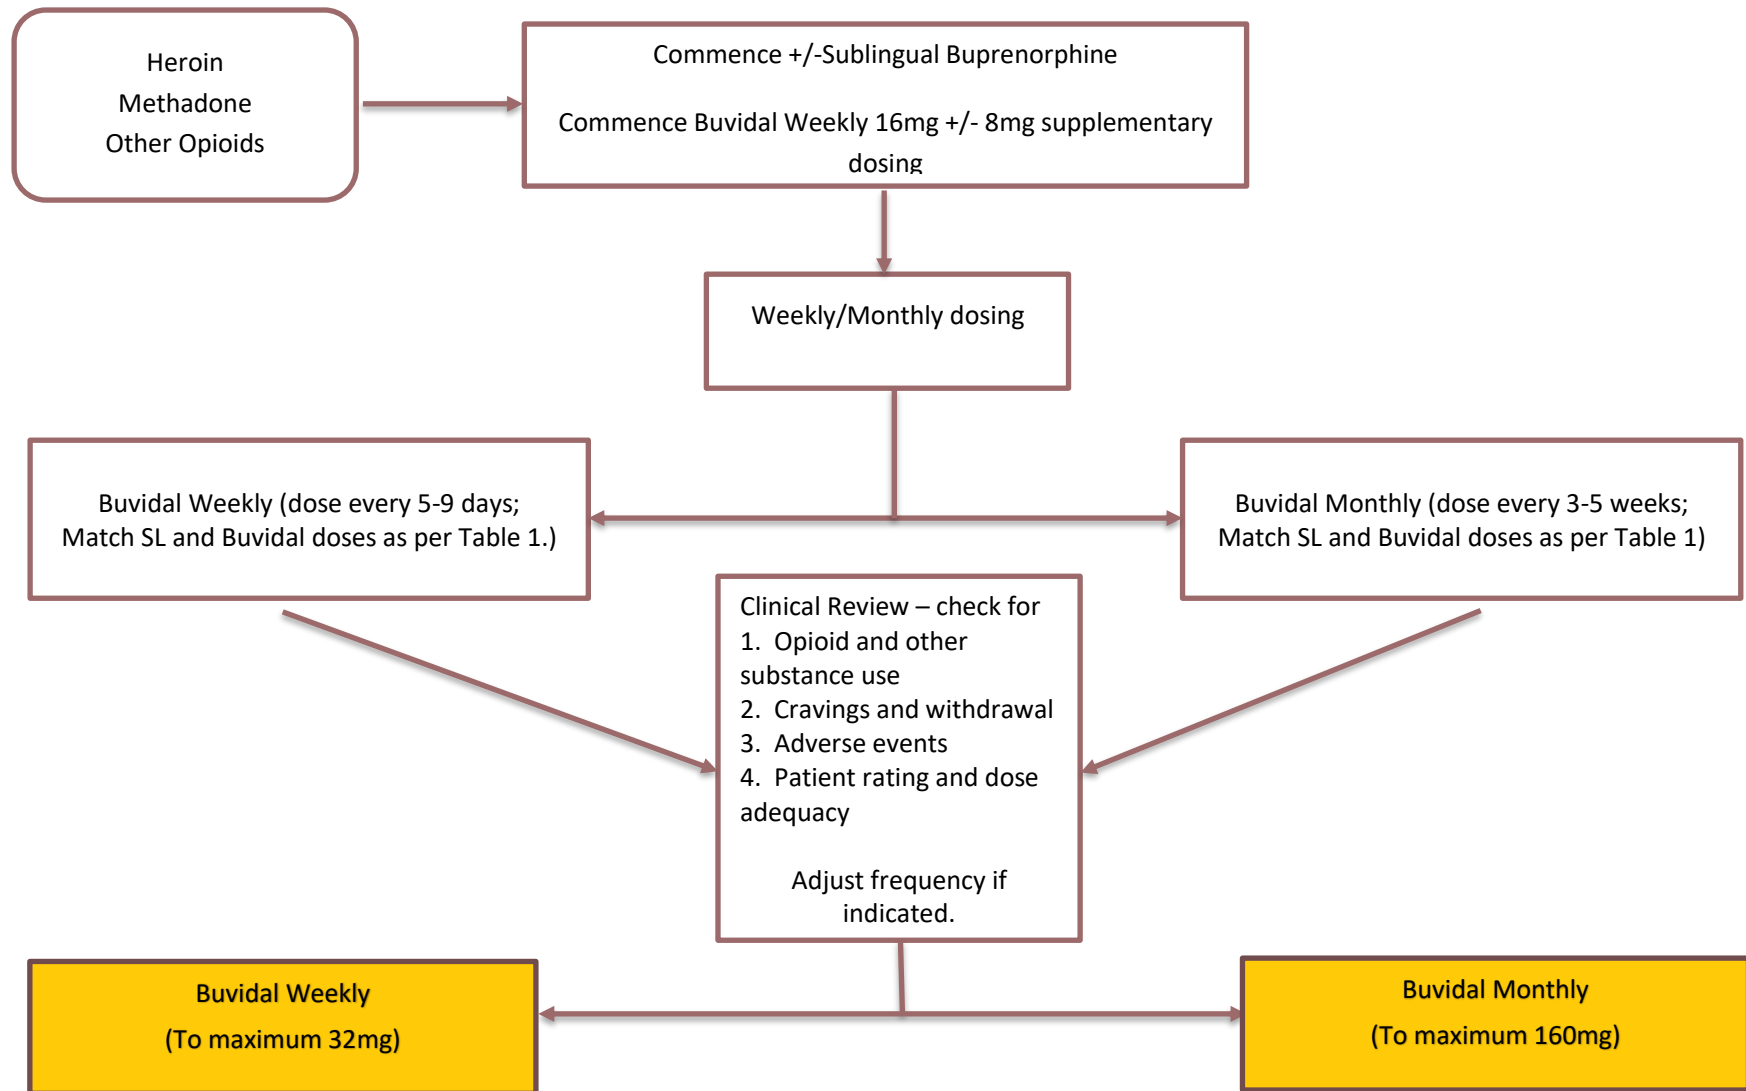 Heroin
Methadone
Other Opioids
Commence +/-Sublingual Buprenorphine
Commence Buvidal Weekly 16mg +/- 8mg supplementary
dosing
Weekly/Monthly dosing
Buvidal Weekly (dose every 5-9 days;
Match SL and Buvidal doses as per Table 1.)
Buvidal Monthly (dose every 3-5 weeks;
Match SL and Buvidal doses as per Table 1)
Clinical Review – check for
1. Opioid and other
substance use
2. Cravings and withdrawal
3. Adverse events
4. Patient rating and dose
adequacy
Adjust frequency if
indicated.
Buvidal Weekly
(To maximum 32mg)
Buvidal Monthly
(To maximum 160mg)